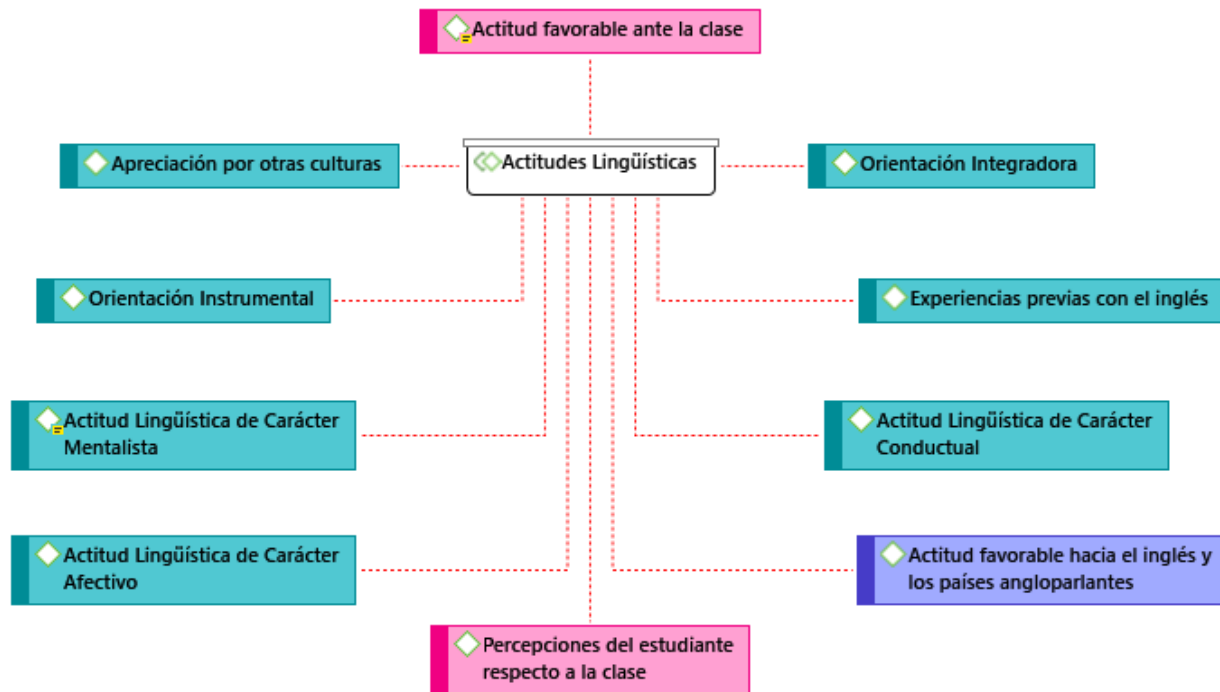 Actitud favorable ante la clase
Apreciación por otras culturas
Actitudes Lingüísticas
Orientación Integradora
Orientación Instrumental
Experiencias previas con el inglés
Actitud Lingüística de Carácter
Mentalista
Actitud Lingüística de Carácter
Conductual
Actitud Lingüística de Carácter
Afectivo
Actitud favorable hacia el inglés y
los países angloparlantes
Percepciones del estudiante
respecto a la clase